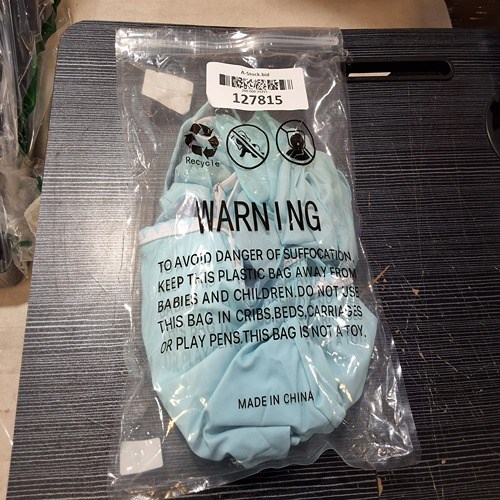 A-Stock.bid
127815
Recycle
WARNING
TO AVOID DANGER OF SUFFOCATION,
KEEP THIS PLASTIC BAG AWAY FROM
BABIES AND CHILDREN.DO NOT USE
THIS BAG IN CRIBS,BEDS,CARRIAGES
OR PLAY PENS.THIS BAG IS NOT A TOY.
MADE IN CHINA